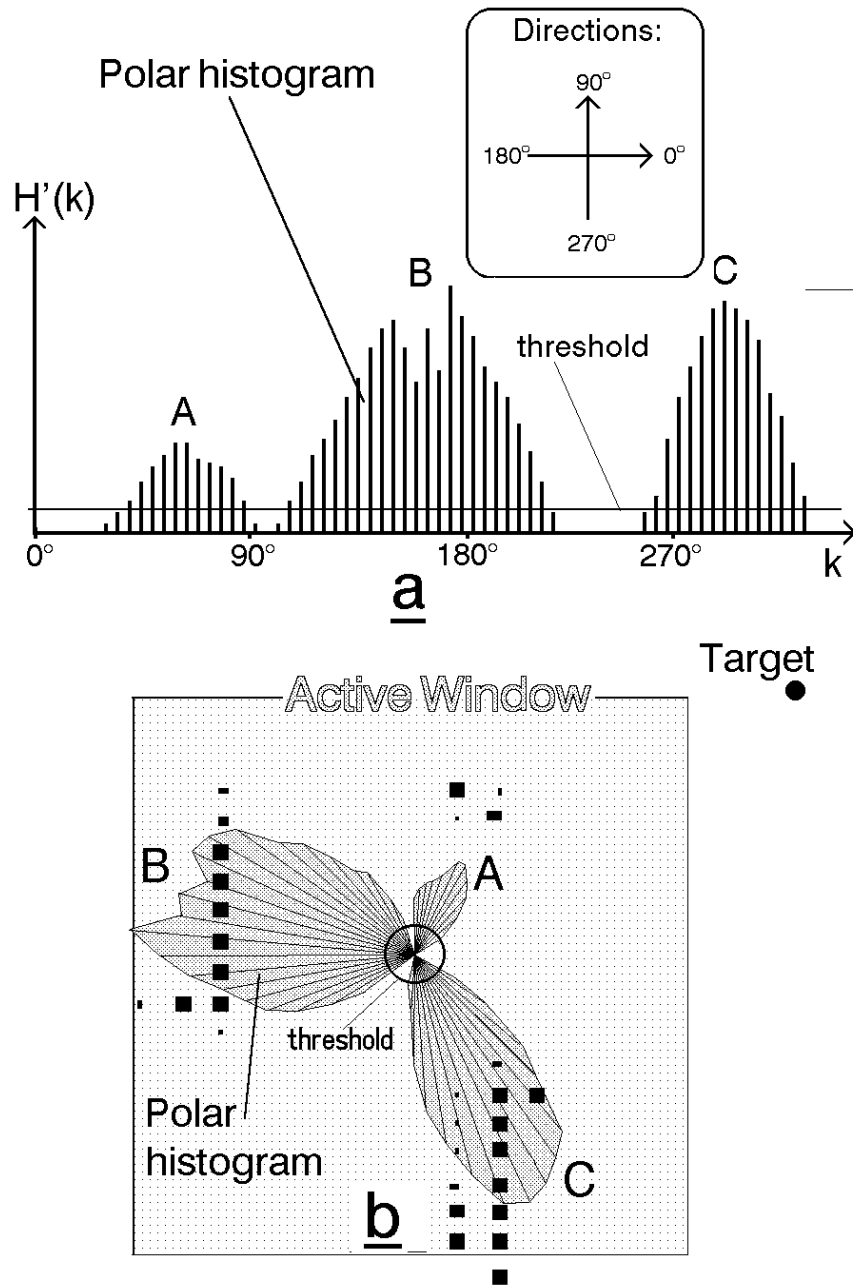 Directions:
90°
180°
0°
270°
Polar histogram
H'(k)
A
B
C
threshold
0°
90°
180°
270°
k
a
Target
Active Window
B
A
threshold
Polar
histogram
C
b